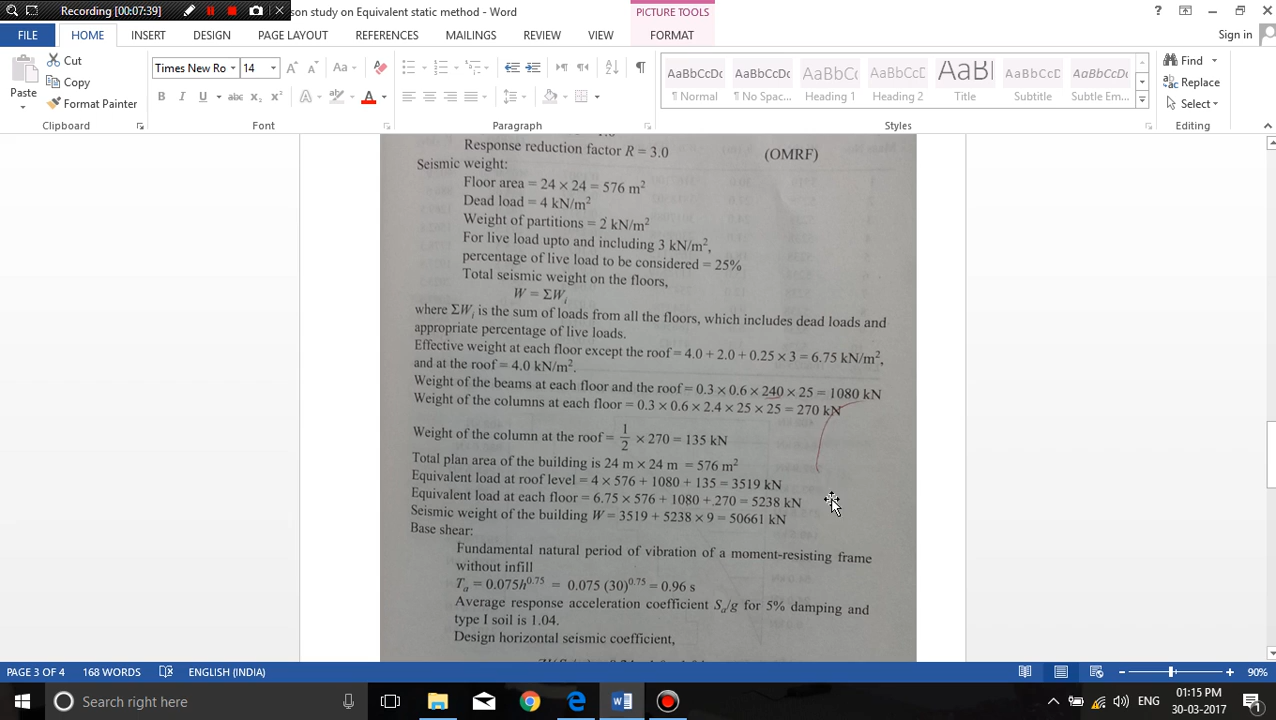 Recording [00:07:39]
son study on Equivalent static method - Word
PICTURE TOOLS
?
FILE
HOME
INSERT
DESIGN
PAGE LAYOUT
REFERENCES
MAILINGS
REVIEW
VIEW
FORMAT
Sign in
Paste
Cut
Copy
Format Painter
Clipboard
Times New Ro
14
Font
Paragraph
AaBbCcDc
¶ Normal
AaBbCcDc
¶ No Spac...
AaBbCc
Heading 1
AaBbCcD
Heading 2
AaBl
Title
AaBbCcD
Subtitle
AaBbCcDc
Subtle Em...
Styles
Find
Replace
Select
Editing
Response reduction factor R = 3.0 (OMRF)
Seismic weight:
Floor area = 24 × 24 = 576 m²
Dead load = 4 kN/m²
Weight of partitions = 2 kN/m²
For live load upto and including 3 kN/m²,
percentage of live load to be considered = 25%
Total seismic weight on the floors,
W = ΣWᵢ
where ΣWᵢ is the sum of loads from all the floors, which includes dead loads and
appropriate percentage of live loads.
Effective weight at each floor except the roof = 4.0 + 2.0 + 0.25 × 3 = 6.75 kN/m²,
and at the roof = 4.0 kN/m².
Weight of the beams at each floor and the roof = 0.3 × 0.6 × 240 × 25 = 1080 kN
Weight of the columns at each floor = 0.3 × 0.6 × 2.4 × 25 × 25 = 270 kN
Weight of the column at the roof = 1/2 × 270 = 135 kN
Total plan area of the building is 24 m × 24 m = 576 m²
Equivalent load at roof level = 4 × 576 + 1080 + 135 = 3519 kN
Equivalent load at each floor = 6.75 × 576 + 1080 + 270 = 5238 kN
Seismic weight of the building W = 3519 + 5238 × 9 = 50661 kN
Base shear:
Fundamental natural period of vibration of a moment-resisting frame
without infill
Tₐ = 0.075h⁰·⁷⁵ = 0.075 (30)⁰·⁷⁵ = 0.96 s
Average response acceleration coefficient Sₐ/g for 5% damping and
type I soil is 1.04.
Design horizontal seismic coefficient,
PAGE 3 OF 4
168 WORDS
ENGLISH (INDIA)
90%
Search right here
ENG
01:15 PM
30-03-2017
1